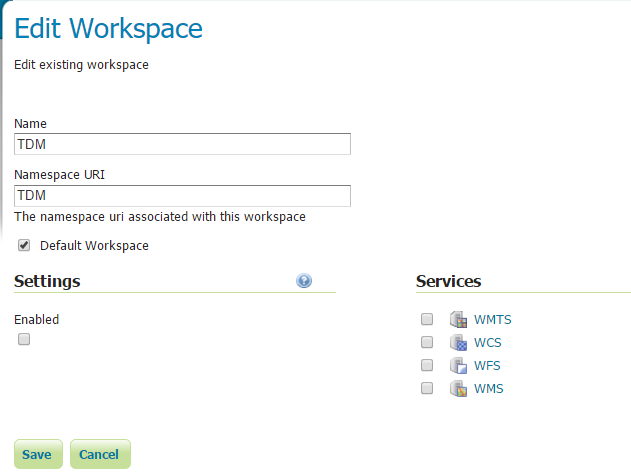 Edit Workspace
Edit existing workspace
Name
TDM
Namespace URI
TDM
The namespace uri associated with this workspace
Default Workspace
Settings
Enabled
Services
WMTS
WCS
WFS
WMS
Save Cancel